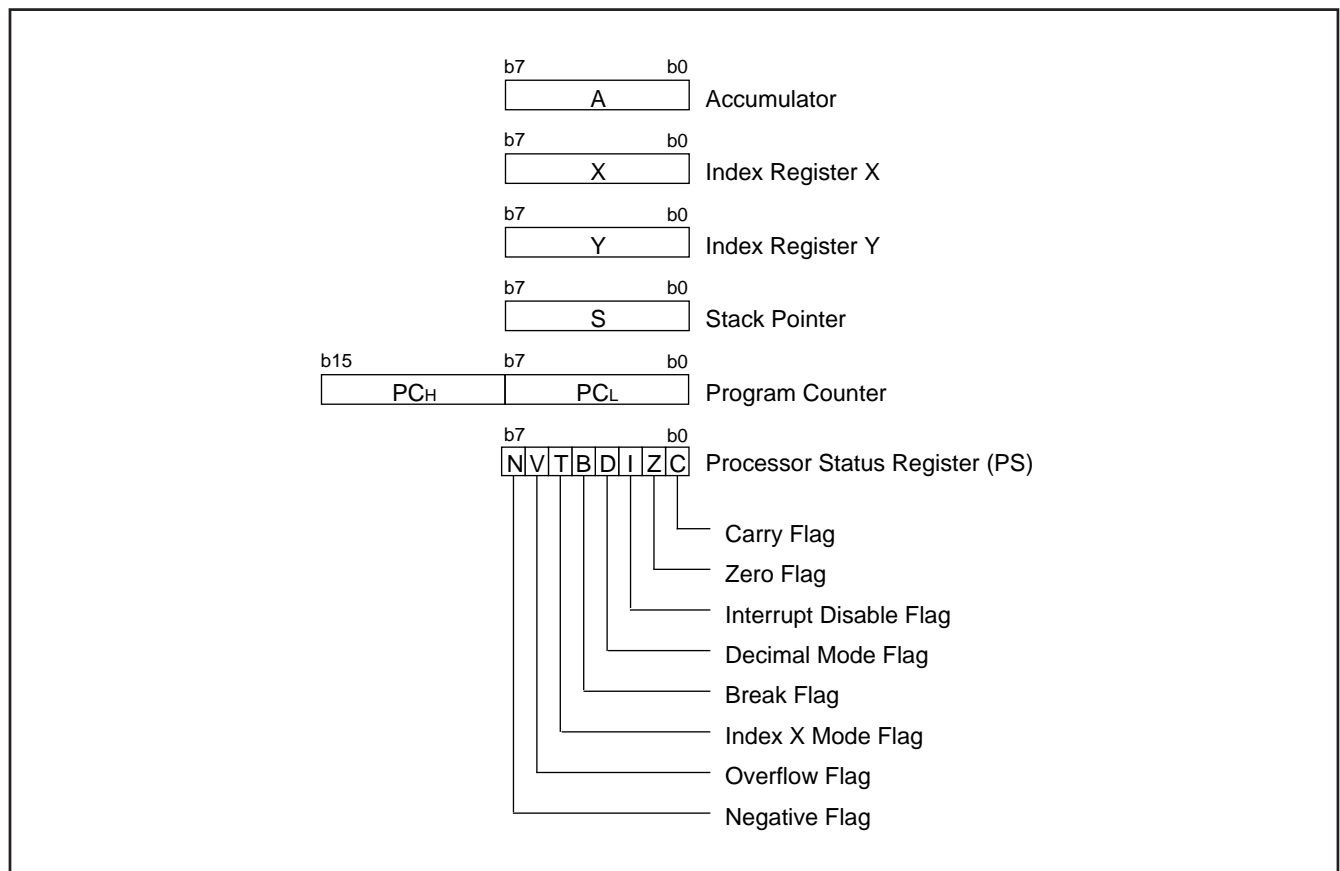 b7 b0
A Accumulator
b7 b0
X Index Register X
b7 b0
Y Index Register Y
b7 b0
S Stack Pointer
b15 b7 b0
PCH PCL Program Counter
b7 b0
N V T B D I Z C Processor Status Register (PS)
Carry Flag
Zero Flag
Interrupt Disable Flag
Decimal Mode Flag
Break Flag
Index X Mode Flag
Overflow Flag
Negative Flag